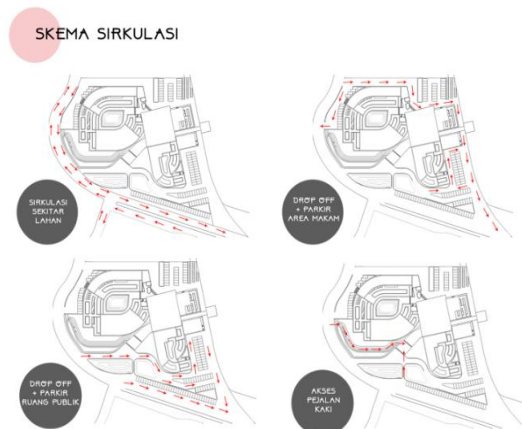 SKEMA SIRKULASI
SIRKULASI
SEKITAR
LAHAN
DROP OFF
+ PARKIR
AREA MAKAM
DROP OFF
+ PARKIR
RUANG PUBLIK
AKSES
PEJALAN
KAKI